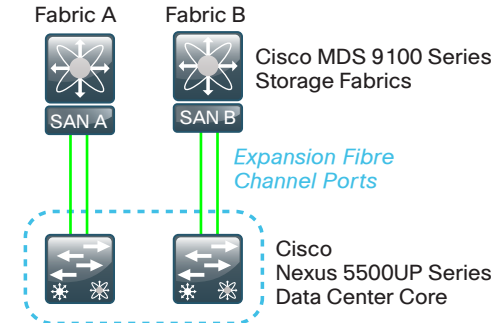 Fabric A
Fabric B
Cisco MDS 9100 Series
Storage Fabrics
SAN A
SAN B
Expansion Fibre
Channel Ports
Cisco
Nexus 5500UP Series
Data Center Core